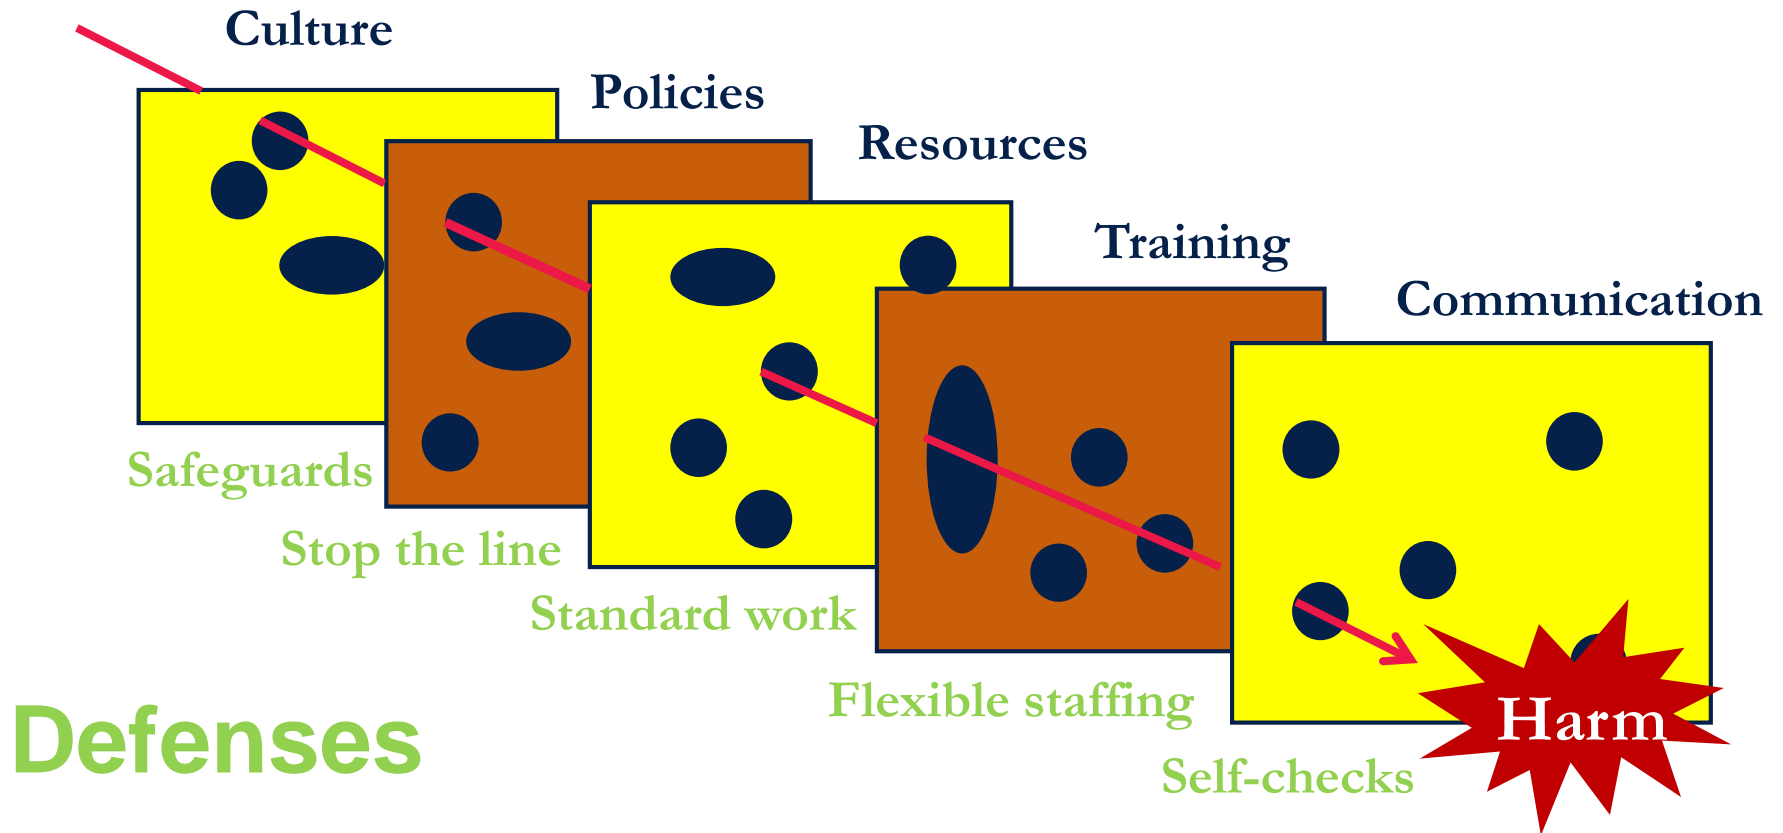 Culture
Policies
Resources
Training
Communication
Safeguards
Stop the line
Standard work
Flexible staffing
Self-checks
Defenses
Harm